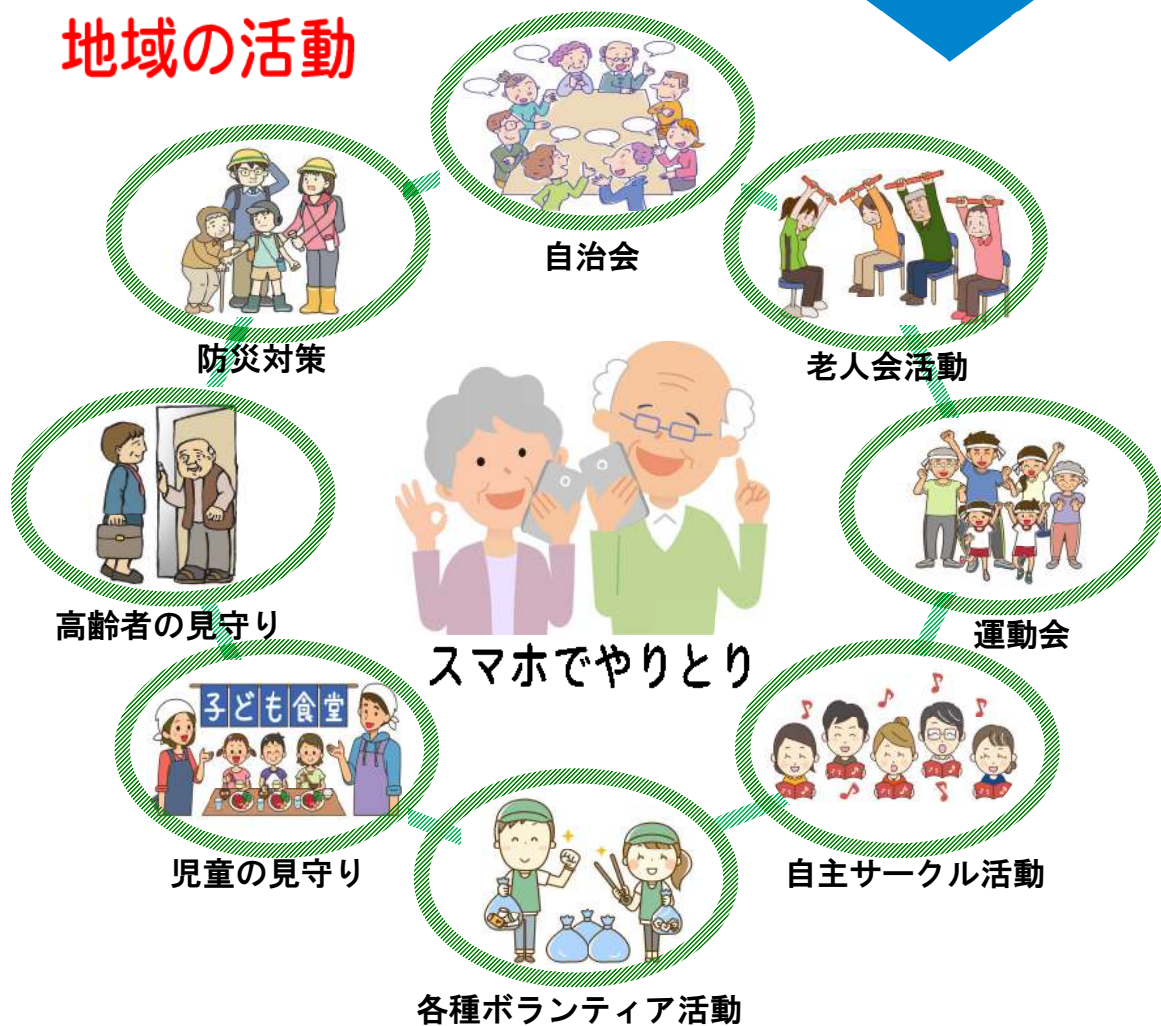 地域の活動
自治会
防災対策
老人会活動
高齢者の見守り
運動会
スマホでやりとり
子ども食堂
児童の見守り
自主サークル活動
各種ボランティア活動